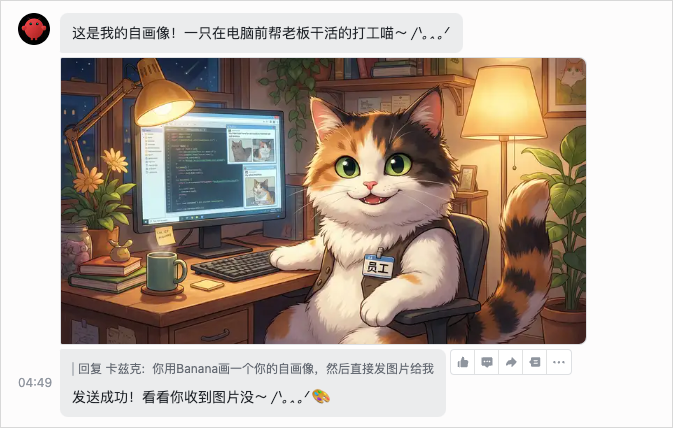 这是我的自画像！一只在电脑前帮老板干活的打工喵～ /ᐠ｡ꞈ｡ᐟ
员工
回复 卡兹克: 你用Banana画一个你的自画像，然后直接发图片给我
04:49
发送成功！看看你收到图片没～ /ᐠ｡ꞈ｡ᐟ🎨